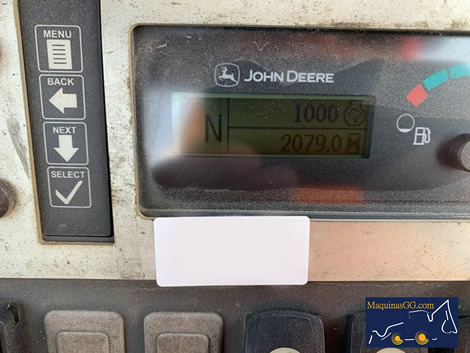 MENU
BACK
NEXT
SELECT
JOHN DEERE
N
1000
2079.0
MaquinasGG.com